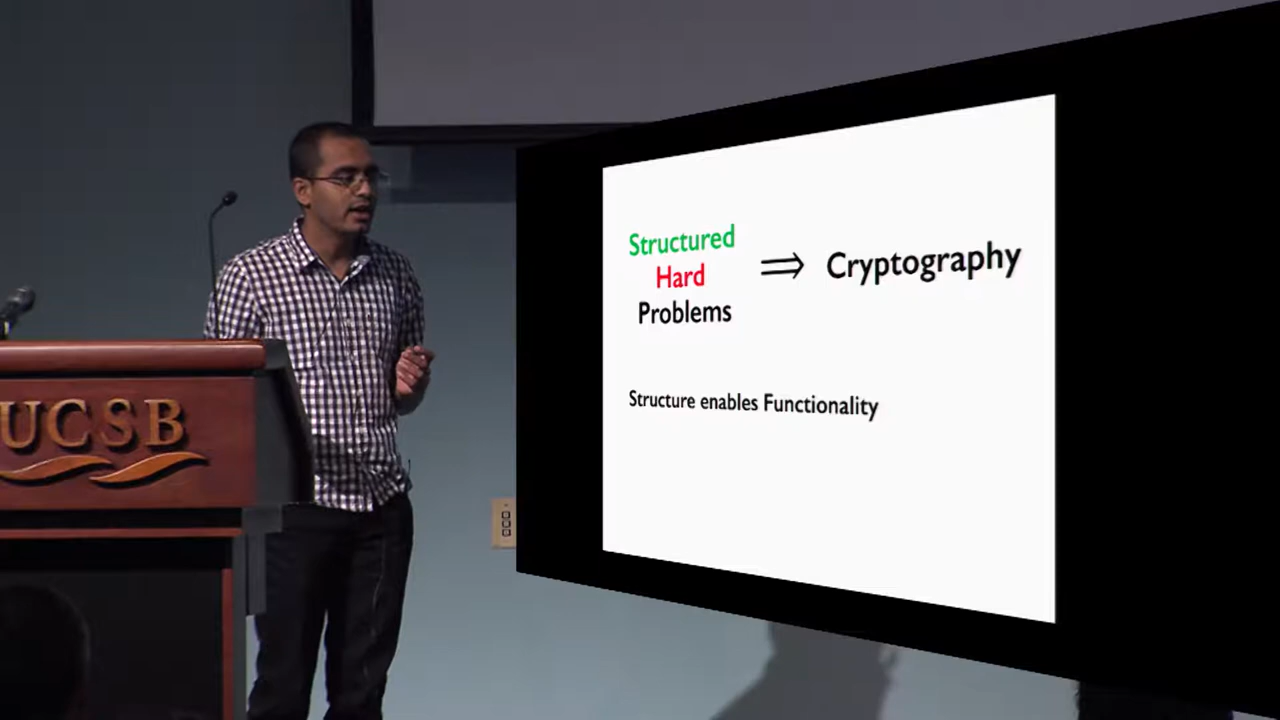 UCSB
Structured
Hard
Problems
⇒ Cryptography
Structure enables Functionality